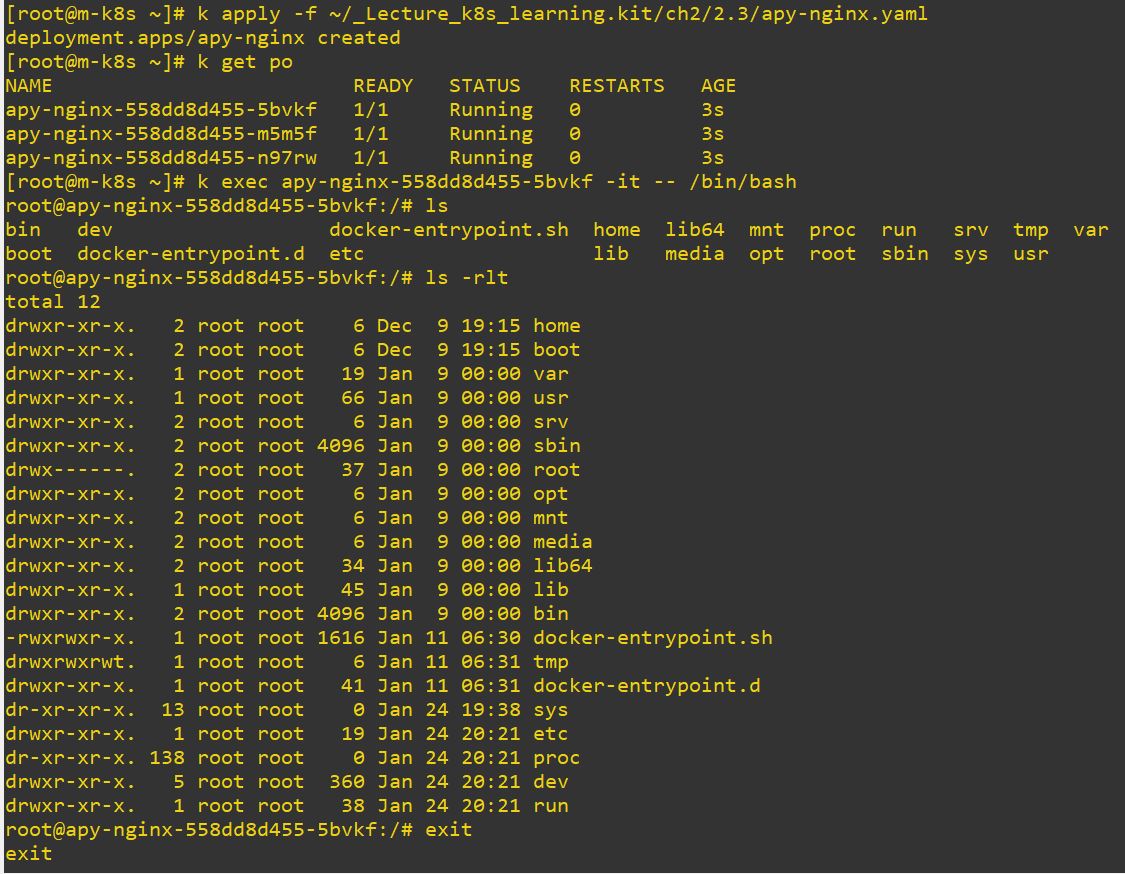 [root@m-k8s ~]# k apply -f ~/_Lecture_k8s_learning.kit/ch2/2.3/apy-nginx.yaml
deployment.apps/apy-nginx created
[root@m-k8s ~]# k get po
NAME                         READY   STATUS    RESTARTS   AGE
apy-nginx-558dd8d455-5bvkf   1/1     Running   0          3s
apy-nginx-558dd8d455-m5m5f   1/1     Running   0          3s
apy-nginx-558dd8d455-n97rw   1/1     Running   0          3s
[root@m-k8s ~]# k exec apy-nginx-558dd8d455-5bvkf -it -- /bin/bash
root@apy-nginx-558dd8d455-5bvkf:/# ls
bin   dev                  docker-entrypoint.sh  home  lib64  mnt  proc  run   srv  tmp  var
boot  docker-entrypoint.d  etc                   lib   media  opt  root  sbin  sys  usr
root@apy-nginx-558dd8d455-5bvkf:/# ls -rlt
total 12
drwxr-xr-x.   2 root root    6 Dec  9 19:15 home
drwxr-xr-x.   2 root root    6 Dec  9 19:15 boot
drwxr-xr-x.   1 root root   19 Jan  9 00:00 var
drwxr-xr-x.   1 root root   66 Jan  9 00:00 usr
drwxr-xr-x.   2 root root    6 Jan  9 00:00 srv
drwxr-xr-x.   2 root root 4096 Jan  9 00:00 sbin
drwx------.   2 root root   37 Jan  9 00:00 root
drwxr-xr-x.   2 root root    6 Jan  9 00:00 opt
drwxr-xr-x.   2 root root    6 Jan  9 00:00 mnt
drwxr-xr-x.   2 root root    6 Jan  9 00:00 media
drwxr-xr-x.   2 root root   34 Jan  9 00:00 lib64
drwxr-xr-x.   1 root root   45 Jan  9 00:00 lib
drwxr-xr-x.   2 root root 4096 Jan  9 00:00 bin
-rwxrwxr-x.   1 root root 1616 Jan 11 06:30 docker-entrypoint.sh
drwxrwxrwt.   1 root root    6 Jan 11 06:31 tmp
drwxr-xr-x.   1 root root   41 Jan 11 06:31 docker-entrypoint.d
dr-xr-xr-x.  13 root root    0 Jan 24 19:38 sys
drwxr-xr-x.   1 root root   19 Jan 24 20:21 etc
dr-xr-xr-x. 138 root root    0 Jan 24 20:21 proc
drwxr-xr-x.   5 root root  360 Jan 24 20:21 dev
drwxr-xr-x.   1 root root   38 Jan 24 20:21 run
root@apy-nginx-558dd8d455-5bvkf:/# exit
exit